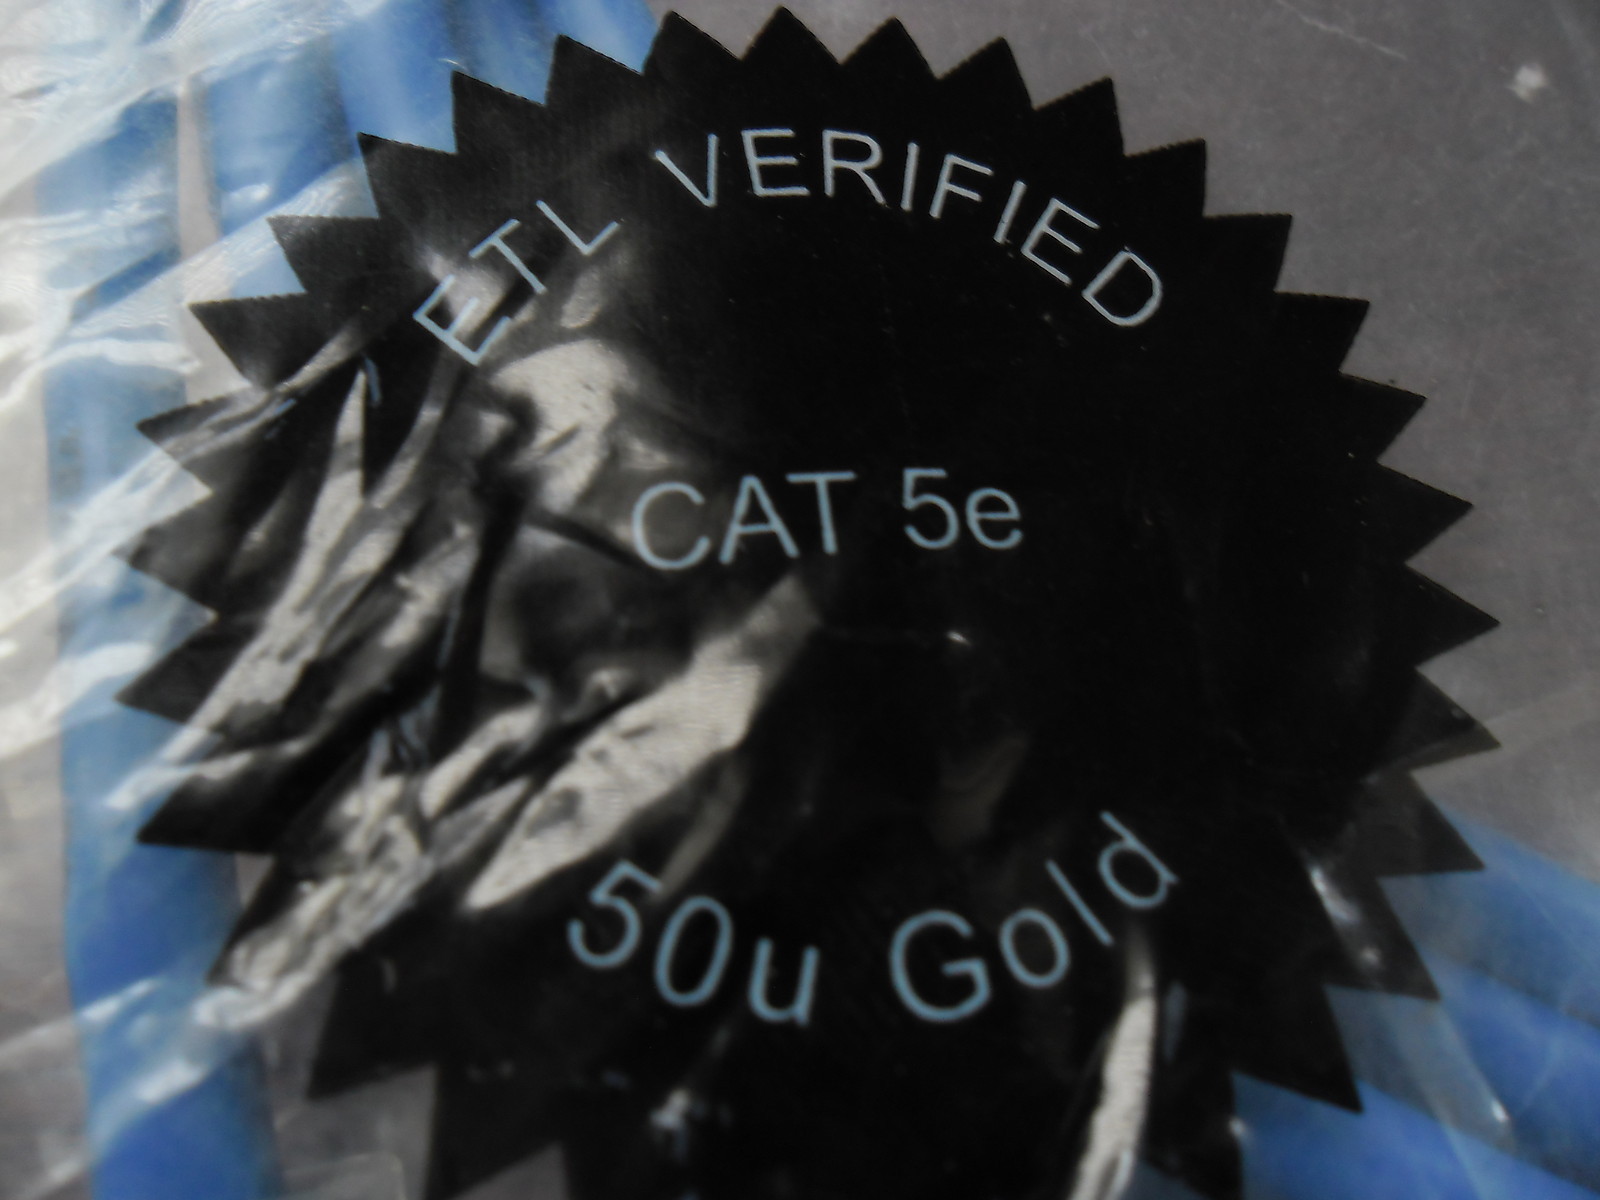 ETL VERIFIED
CAT 5e
50u Gold